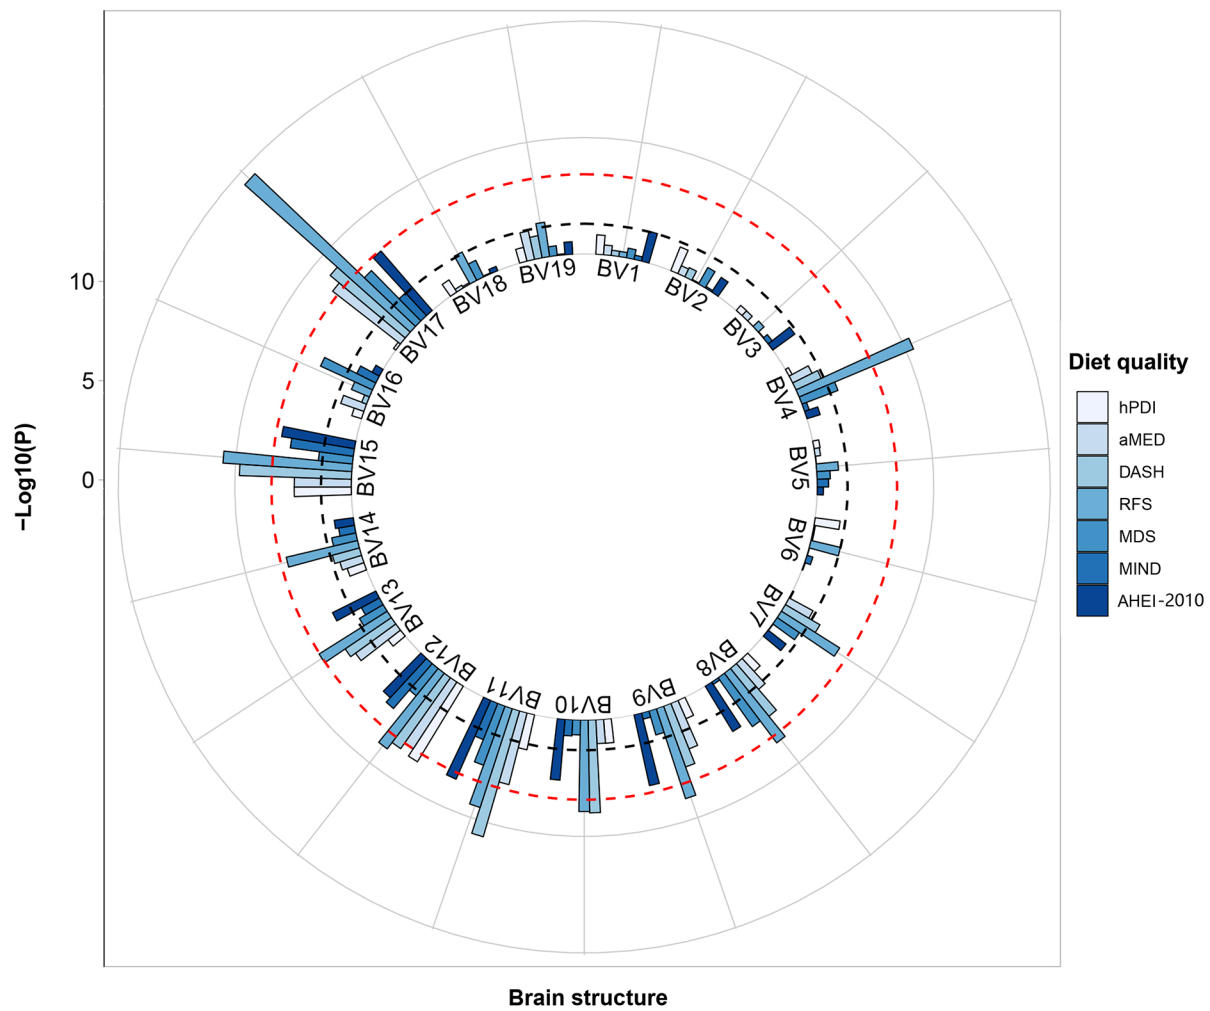 10
5
0
−Log10(P)
BV1
BV2
BV3
BV4
BV5
BV6
BV7
BV8
BV9
BV10
BV11
BV12
BV13
BV14
BV15
BV16
BV17
BV18
BV19
Brain structure
Diet quality
hPDI
aMED
DASH
RFS
MDS
MIND
AHEI-2010